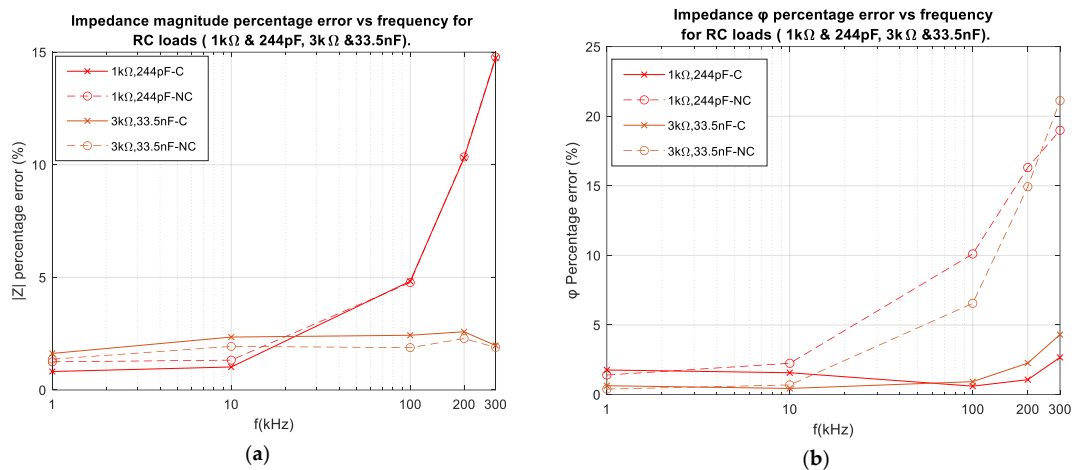 Impedance magnitude percentage error vs frequency for
RC loads ( 1kΩ & 244pF, 3kΩ &33.5nF).
15
10
5
0
|Z| percentage error (%)
1kΩ,244pF-C
1kΩ,244pF-NC
3kΩ,33.5nF-C
3kΩ,33.5nF-NC
1 10 100 200 300
f(kHz)
(a)
Impedance φ percentage error vs frequency
for RC loads ( 1kΩ & 244pF, 3kΩ &33.5nF).
25
20
15
10
5
0
φ Percentage error (%)
1kΩ,244pF-C
1kΩ,244pF-NC
3kΩ,33.5nF-C
3kΩ,33.5nF-NC
1 10 100 200 300
f(kHz)
(b)